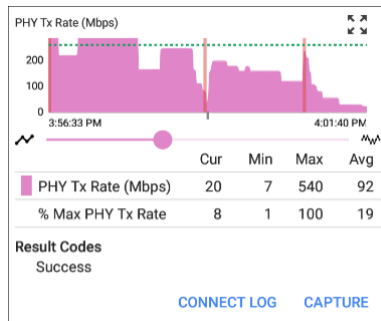 PHY Tx Rate (Mbps)
200
100
0
3:56:33 PM 4:01:40 PM
Cur Min Max Avg
PHY Tx Rate (Mbps) 20 7 540 92
% Max PHY Tx Rate 8 1 100 19
Result Codes
Success
CONNECT LOG CAPTURE